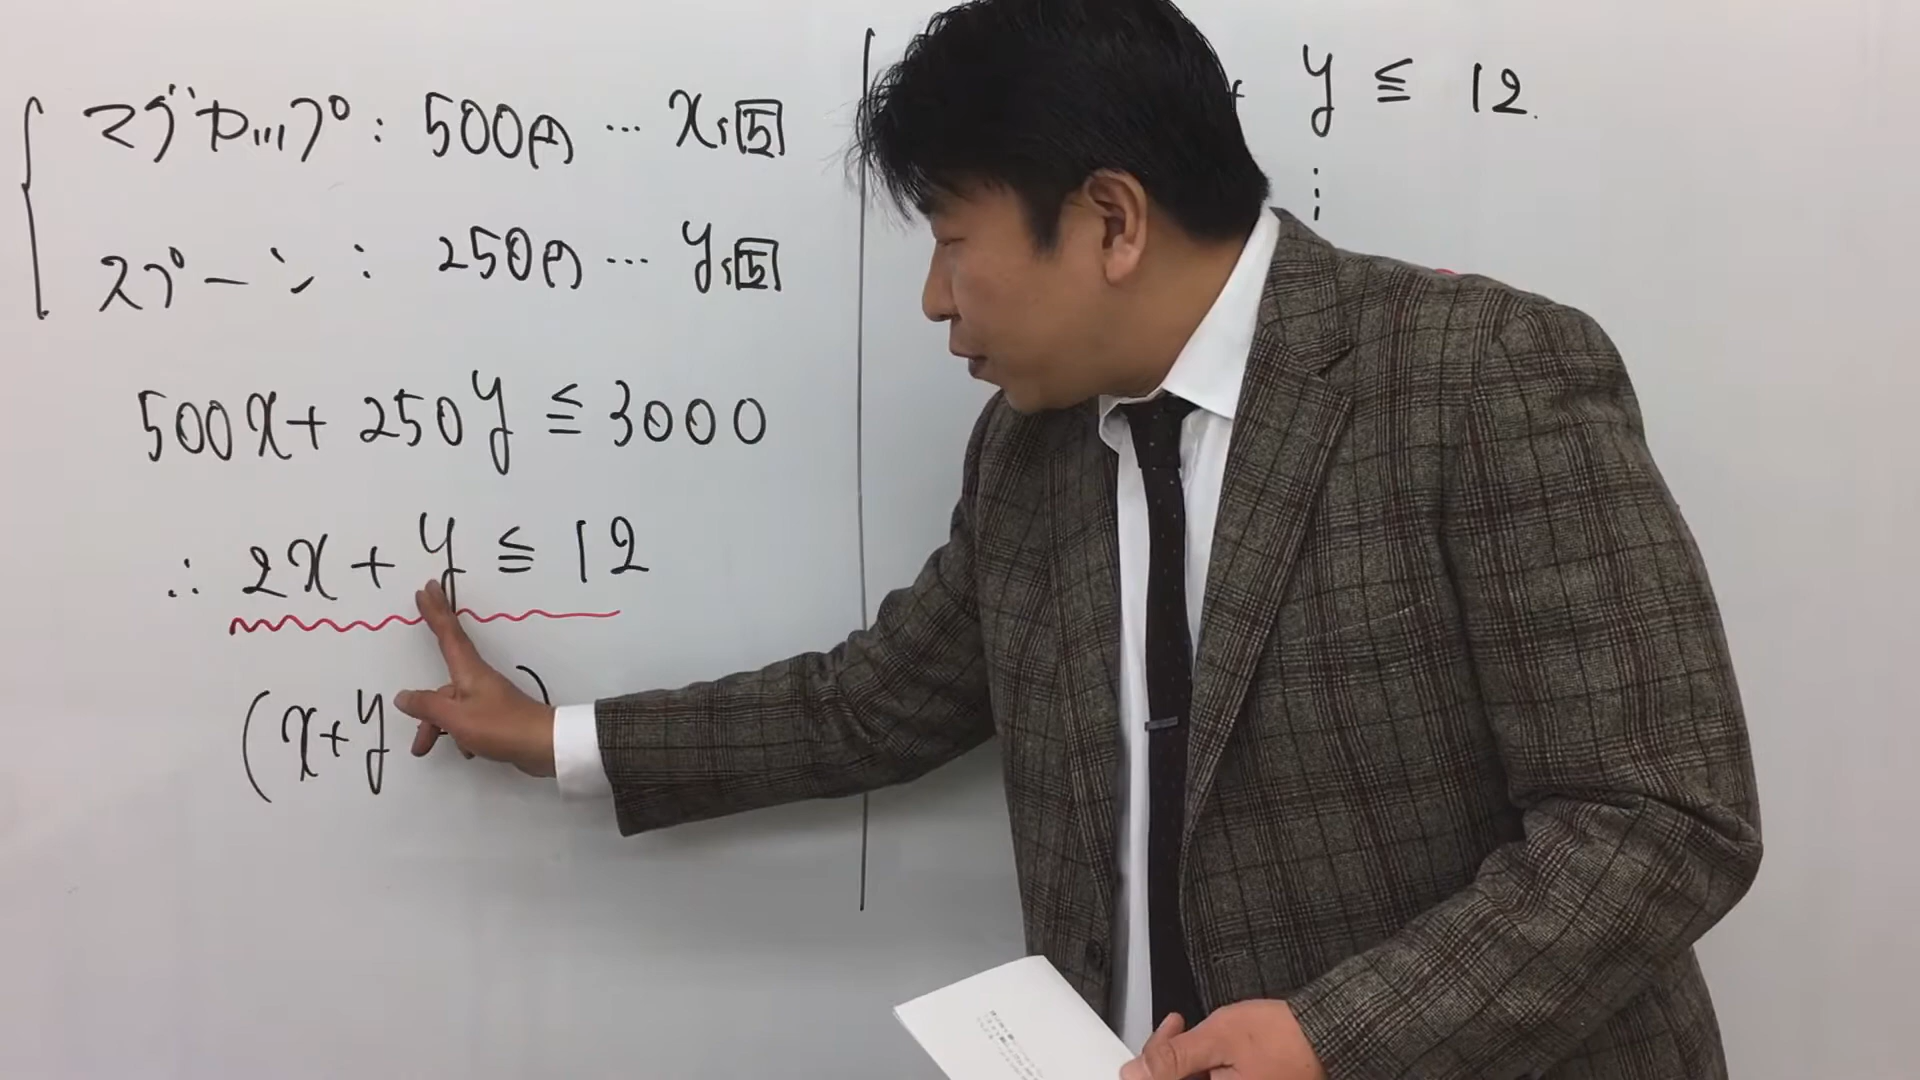 マグカップ: 500円 … x個
スプーン: 250円 … y個
500x + 250y ≦ 3000
∴ 2x + y ≦ 12
(x+y )
y ≦ 12.
⋮